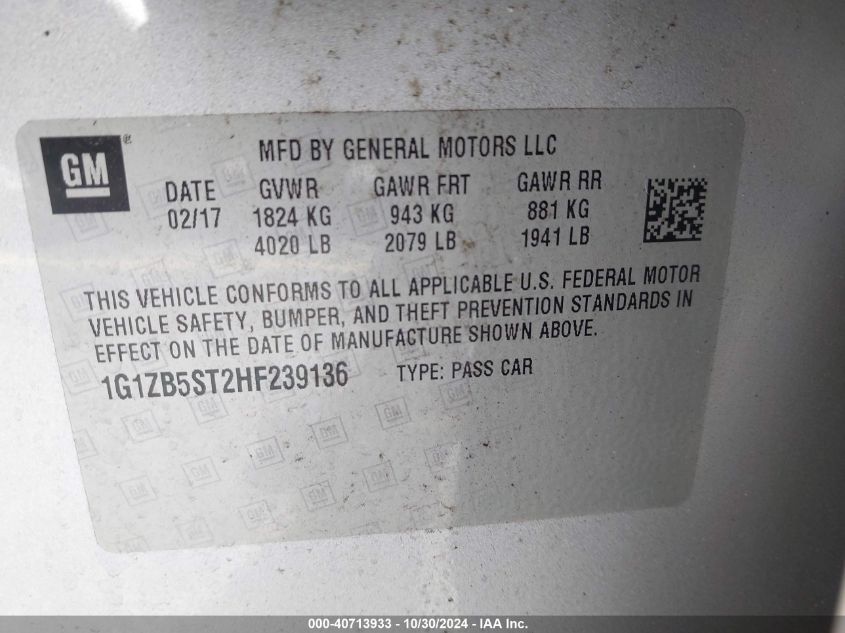 GM ®
MFD BY GENERAL MOTORS LLC
DATE GVWR GAWR FRT GAWR RR
02/17 1824 KG 943 KG 881 KG
4020 LB 2079 LB 1941 LB
THIS VEHICLE CONFORMS TO ALL APPLICABLE U.S. FEDERAL MOTOR
VEHICLE SAFETY, BUMPER, AND THEFT PREVENTION STANDARDS IN
EFFECT ON THE DATE OF MANUFACTURE SHOWN ABOVE.
1G1ZB5ST2HF239136 TYPE: PASS CAR
000-40713933 - 10/30/2024 - IAA Inc.